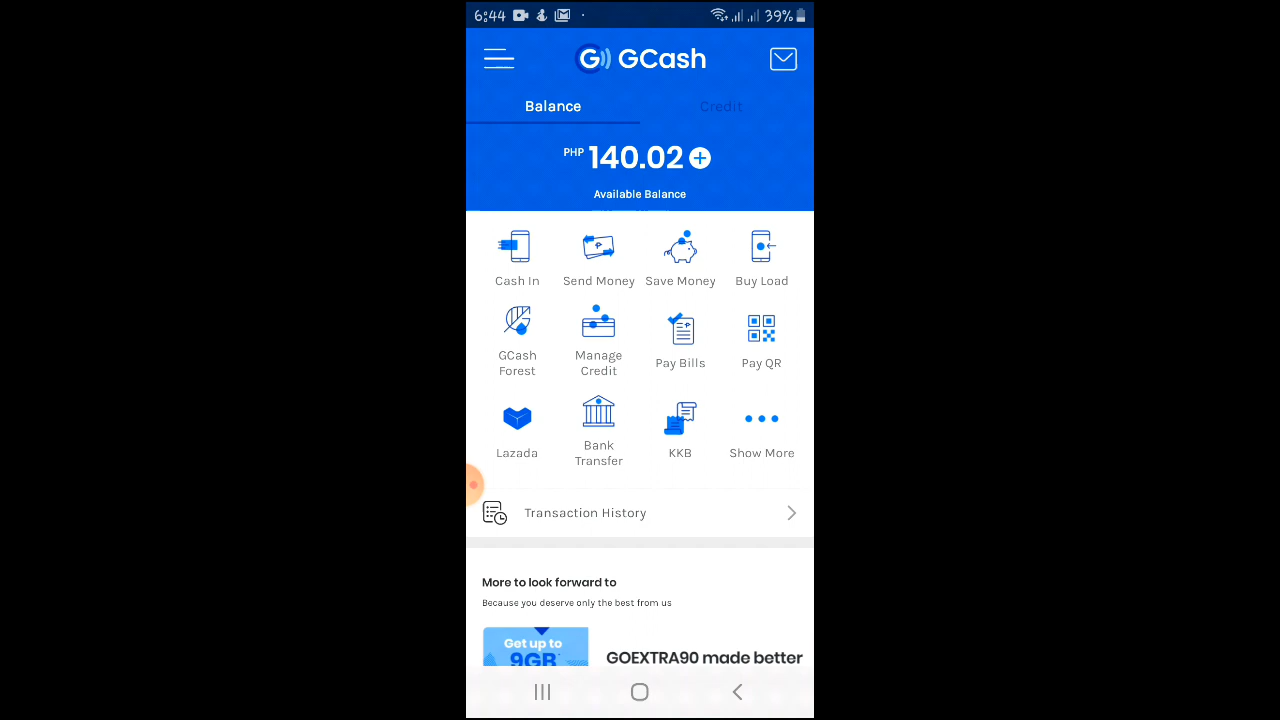 6:44
39%
G GCash
Balance
Credit
PHP 140.02
Available Balance
Cash In
Send Money
Save Money
Buy Load
GCash
Forest
Manage
Credit
Pay Bills
Pay QR
Lazada
Bank
Transfer
KKB
Show More
Transaction History
More to look forward to
Because you deserve only the best from us
Get up to
9GB
GOEXTRA90 made better